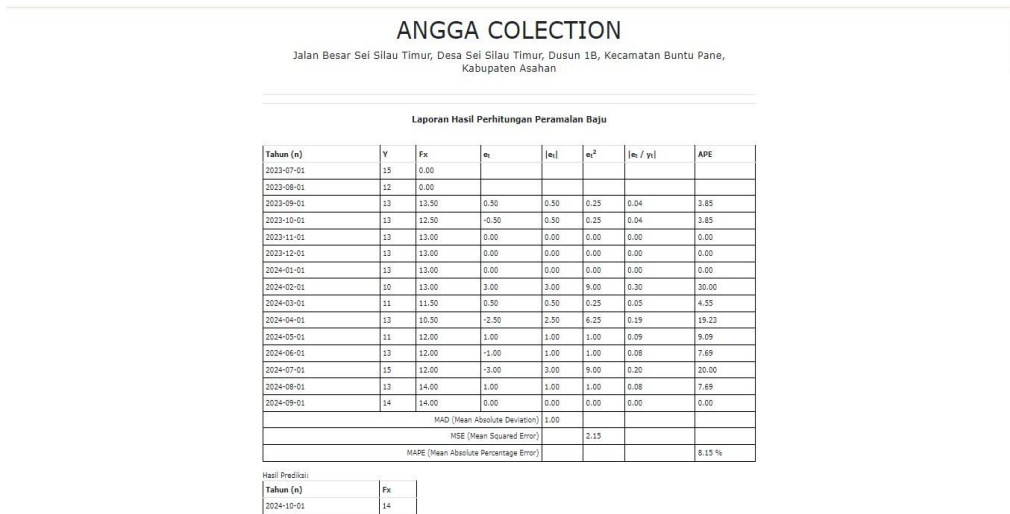 ANGGA COLECTION
Jalan Besar Sei Silau Timur, Desa Sei Silau Timur, Dusun 1B, Kecamatan Buntu Pane,
Kabupaten Asahan
Laporan Hasil Perhitungan Peramalan Baju
Tahun (n) Y Fx et |et| et² |et / yt| APE
2023-07-01 15 0.00
2023-08-01 12 0.00
2023-09-01 13 13.50 0.50 0.50 0.25 0.04 3.85
2023-10-01 13 12.50 -0.50 0.50 0.25 0.04 3.85
2023-11-01 13 13.00 0.00 0.00 0.00 0.00 0.00
2023-12-01 13 13.00 0.00 0.00 0.00 0.00 0.00
2024-01-01 13 13.00 0.00 0.00 0.00 0.00 0.00
2024-02-01 10 13.00 3.00 3.00 9.00 0.30 30.00
2024-03-01 11 11.50 0.50 0.50 0.25 0.05 4.55
2024-04-01 13 10.50 -2.50 2.50 6.25 0.19 19.23
2024-05-01 11 12.00 1.00 1.00 1.00 0.09 9.09
2024-06-01 13 12.00 -1.00 1.00 1.00 0.08 7.69
2024-07-01 15 12.00 -3.00 3.00 9.00 0.20 20.00
2024-08-01 13 14.00 1.00 1.00 1.00 0.08 7.69
2024-09-01 14 14.00 0.00 0.00 0.00 0.00 0.00
MAD (Mean Absolute Deviation) 1.00
MSE (Mean Squared Error) 2.15
MAPE (Mean Absolute Percentage Error) 8.15 %
Hasil Prediksi:
Tahun (n) Fx
2024-10-01 14